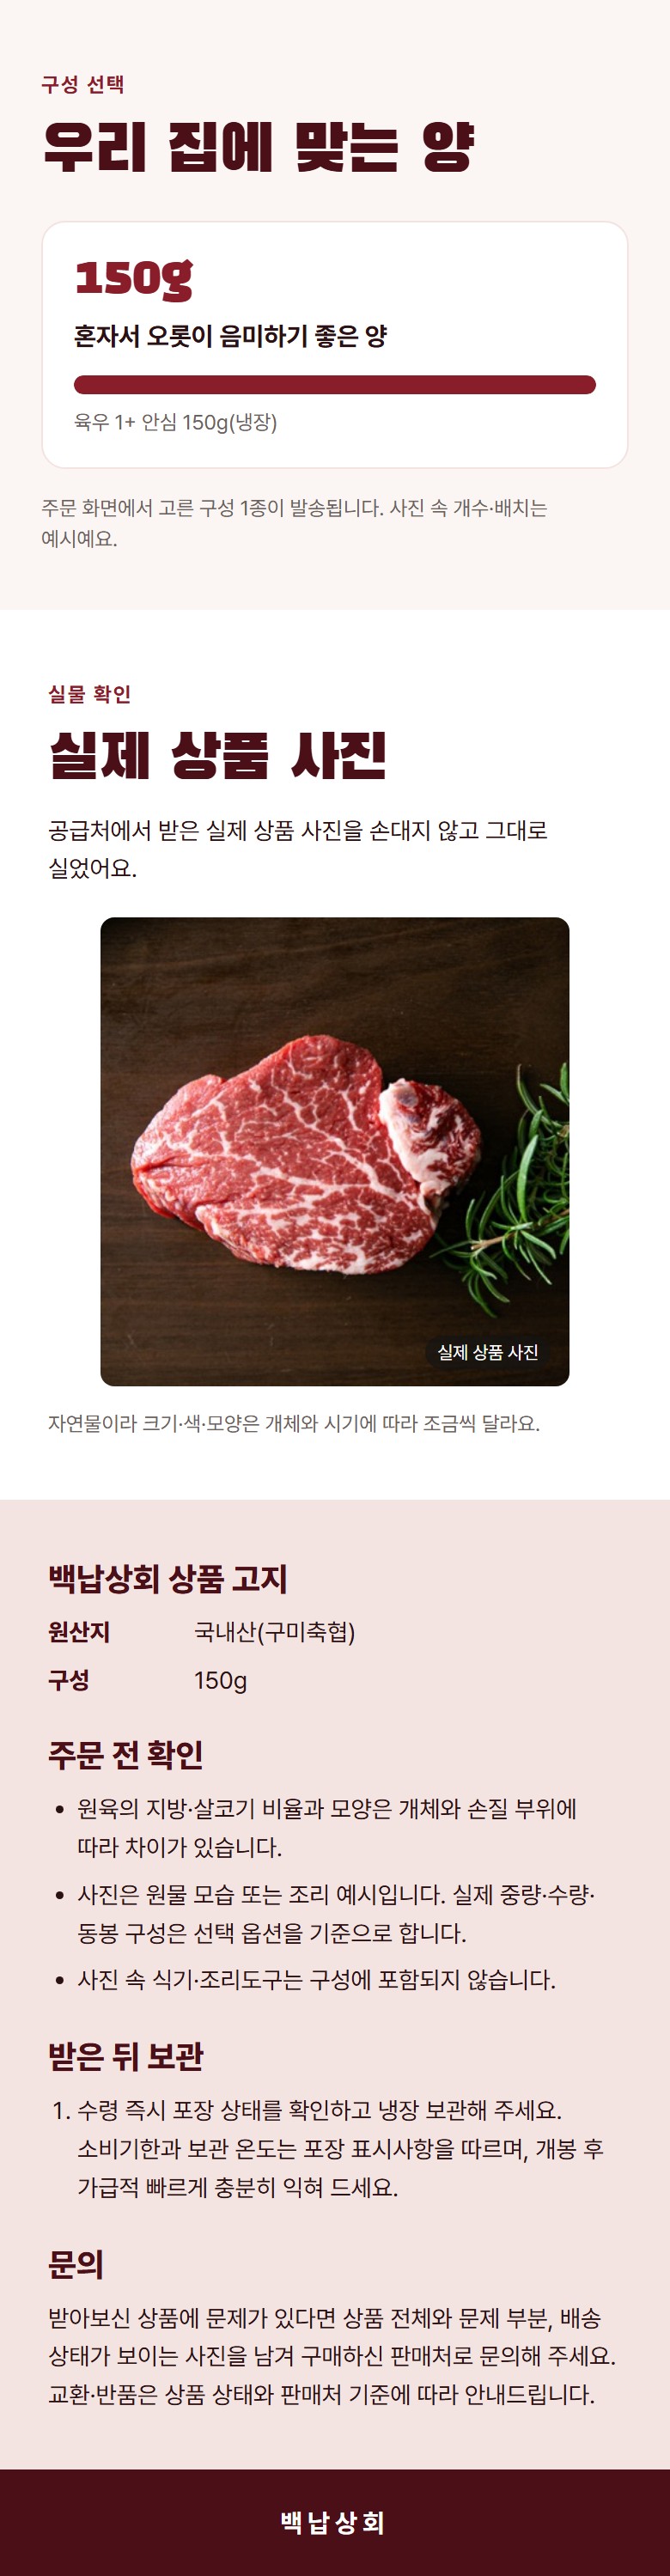 구성 선택
우리 집에 맞는 양
150g
혼자서 오롯이 음미하기 좋은 양
육우 1+ 안심 150g(냉장)
주문 화면에서 고른 구성 1종이 발송됩니다. 사진 속 개수·배치는
예시예요.
실물 확인
실제 상품 사진
공급처에서 받은 실제 상품 사진을 손대지 않고 그대로
실었어요.
실제 상품 사진
자연물이라 크기·색·모양은 개체와 시기에 따라 조금씩 달라요.
백납상회 상품 고지
원산지 국내산(구미축협)
구성 150g
주문 전 확인
• 원육의 지방·살코기 비율과 모양은 개체와 손질 부위에
따라 차이가 있습니다.
• 사진은 원물 모습 또는 조리 예시입니다. 실제 중량·수량·
동봉 구성은 선택 옵션을 기준으로 합니다.
• 사진 속 식기·조리도구는 구성에 포함되지 않습니다.
받은 뒤 보관
1. 수령 즉시 포장 상태를 확인하고 냉장 보관해 주세요.
소비기한과 보관 온도는 포장 표시사항을 따르며, 개봉 후
가급적 빠르게 충분히 익혀 드세요.
문의
받아보신 상품에 문제가 있다면 상품 전체와 문제 부분, 배송
상태가 보이는 사진을 남겨 구매하신 판매처로 문의해 주세요.
교환·반품은 상품 상태와 판매처 기준에 따라 안내드립니다.
백납상회